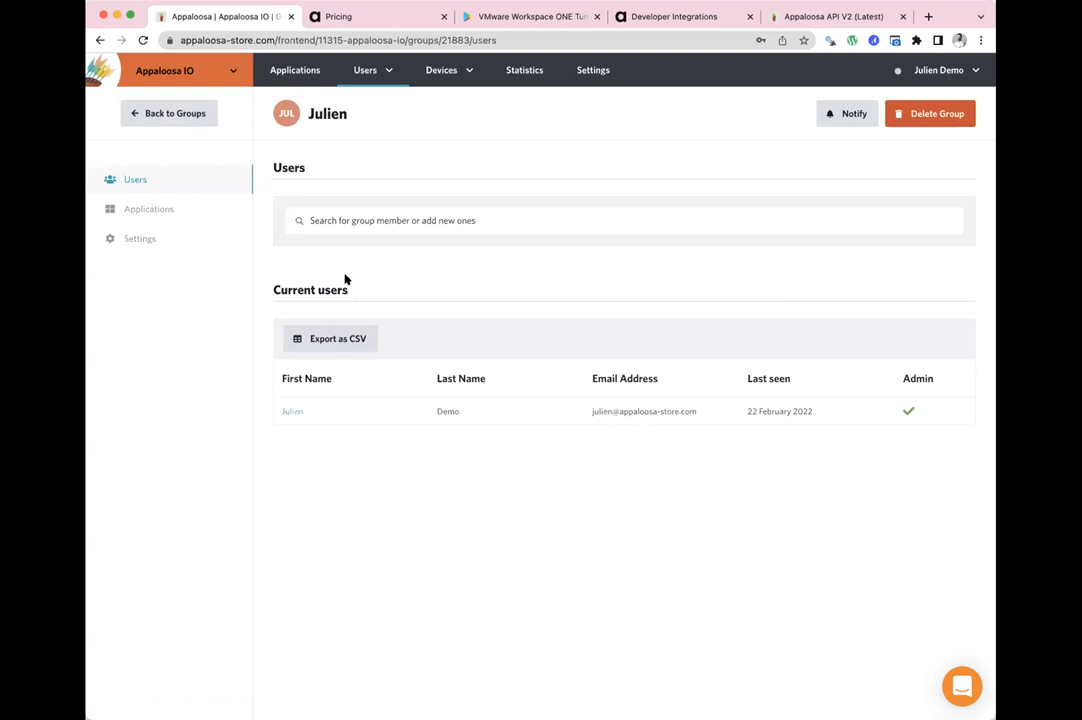 Appaloosa | Appaloosa IO | G
Pricing
VMware Workspace ONE Tun
Developer Integrations
Appaloosa API V2 (Latest)
appaloosa-store.com/frontend/11315-appaloosa-io/groups/21883/users
Appaloosa IO
Applications
Users
Devices
Statistics
Settings
Julien Demo
Back to Groups
JUL
Julien
Notify
Delete Group
Users
Applications
Settings
Users
Search for group member or add new ones
Current users
Export as CSV
First Name Last Name Email Address Last seen Admin
Julien Demo julien@appaloosa-store.com 22 February 2022